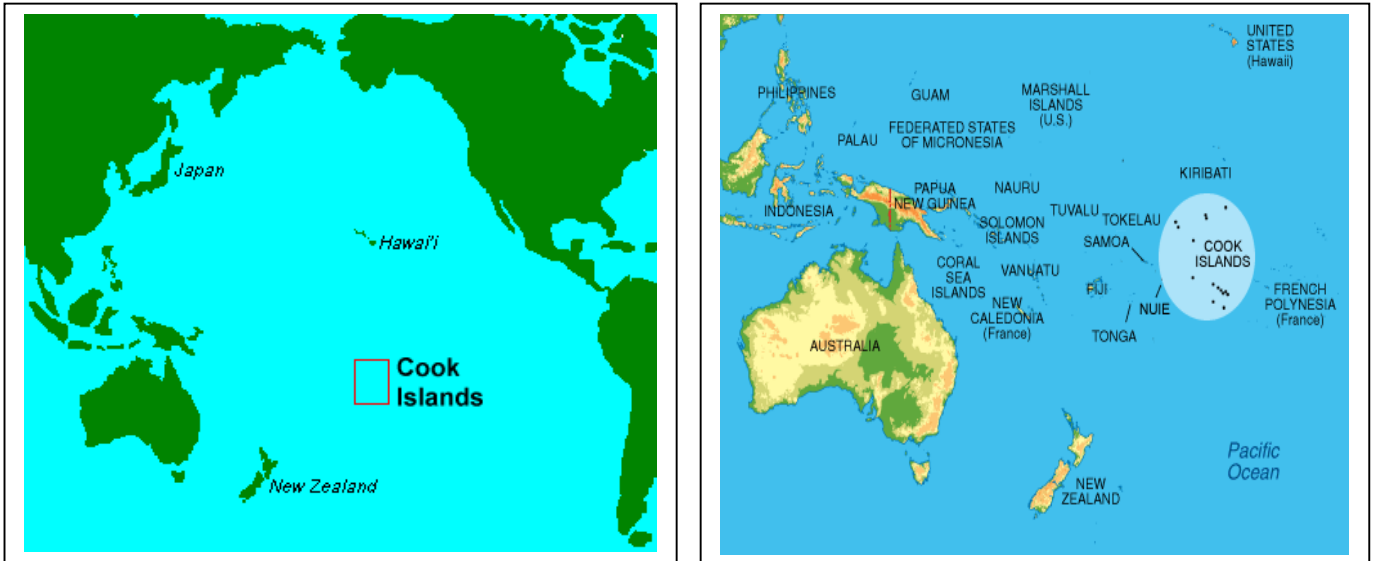 Japan
Hawai'i
Cook
Islands
New Zealand
UNITED
STATES
(Hawaii)
PHILIPPINES
GUAM
MARSHALL
ISLANDS
(U.S.)
PALAU
FEDERATED STATES
OF MICRONESIA
KIRIBATI
INDONESIA
PAPUA
NEW GUINEA
NAURU
SOLOMON
ISLANDS
TUVALU
TOKELAU
SAMOA
COOK
ISLANDS
CORAL
SEA
ISLANDS
VANUATU
FIJI
NUIE
FRENCH
POLYNESIA
(France)
NEW
CALEDONIA
(France)
TONGA
AUSTRALIA
Pacific
Ocean
NEW
ZEALAND